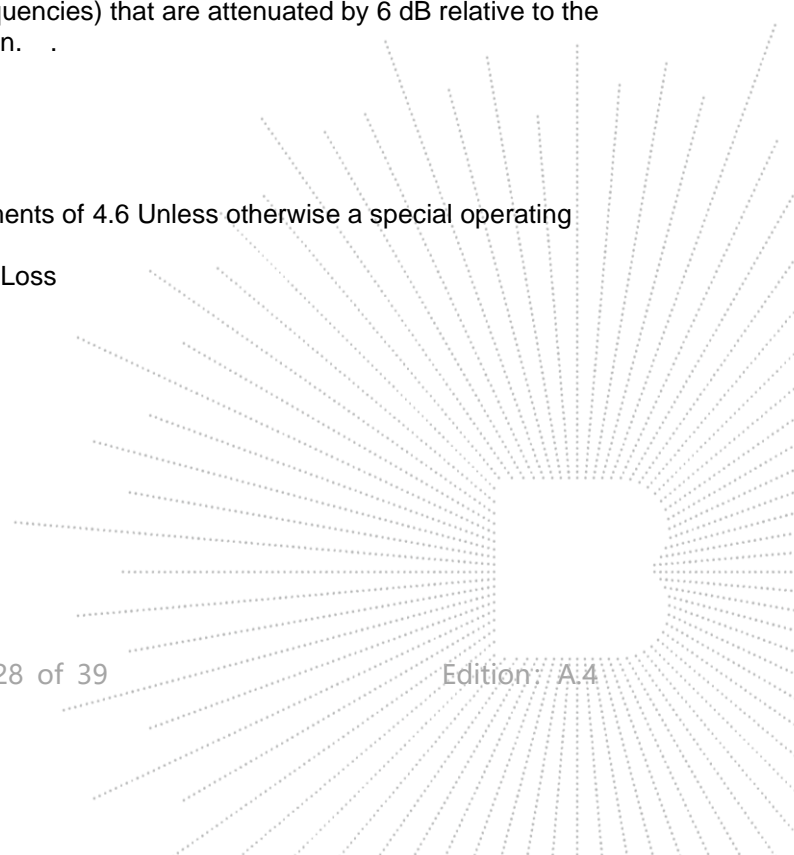 quencies) that are attenuated by 6 dB relative to the
n. .
nents of 4.6 Unless otherwise a special operating
Loss
28 of 39 Edition: A.4